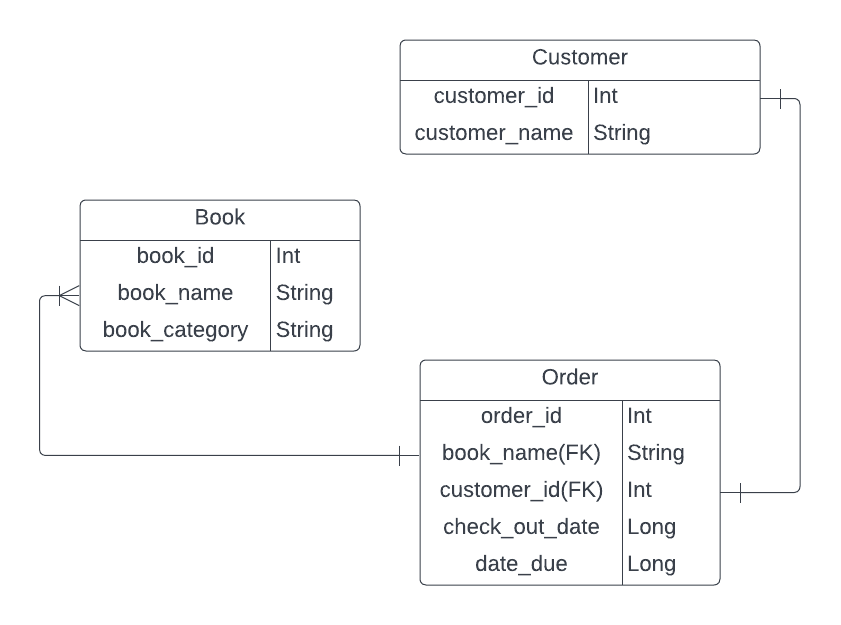 Customer
customer_id Int
customer_name String
Book
book_id Int
book_name String
book_category String
Order
order_id Int
book_name(FK) String
customer_id(FK) Int
check_out_date Long
date_due Long